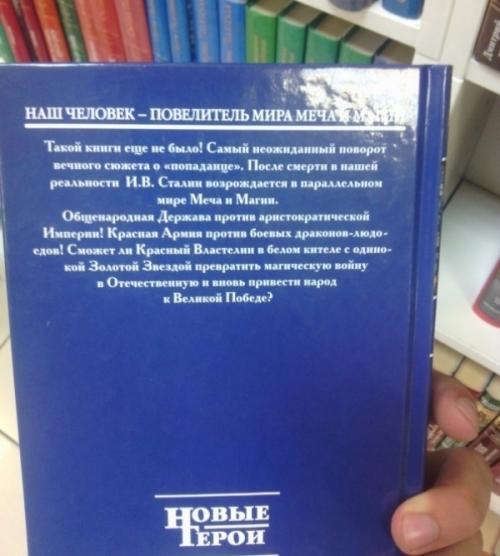 НАШ ЧЕЛОВЕК – ПОВЕЛИТЕЛЬ МИРА МЕЧА И МАГИИ
Такой книги еще не было! Самый неожиданный поворот
вечного сюжета о «попаданце». После смерти в нашей
реальности И.В. Сталин возрождается в параллельном
мире Меча и Магии.
Общенародная Держава против аристократической
Империи! Красная Армия против боевых драконов-людо-
едов! Сможет ли Красный Властелин в белом кителе с одино-
кой Золотой Звездой превратить магическую войну
в Отечественную и вновь привести народ
к Великой Победе?
НОВЫЕ
ГЕРОИ